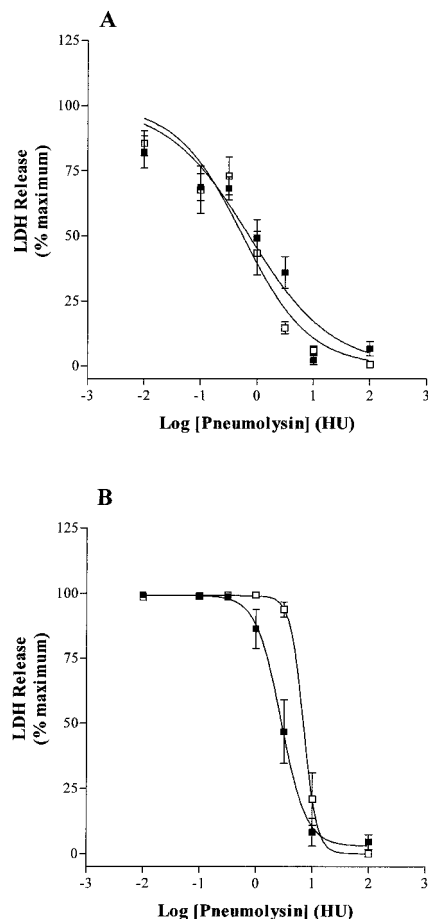 A
125
100
75
50
25
0
LDH Release
(% maximum)
-3 -2 -1 0 1 2 3
Log [Pneumolysin] (HU)
B
125
100
75
50
25
0
LDH Release
(% maximum)
-3 -2 -1 0 1 2 3
Log [Pneumolysin] (HU)